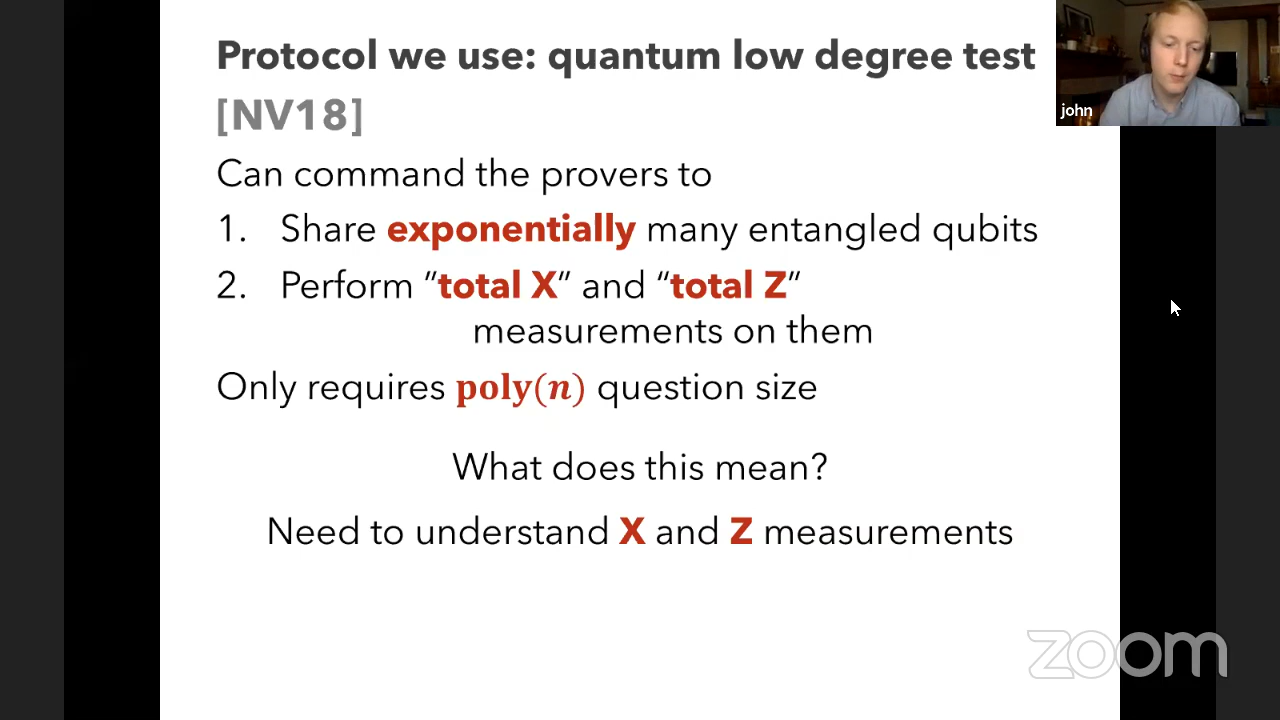 Protocol we use: quantum low degree test
[NV18]
john
Can command the provers to
1. Share exponentially many entangled qubits
2. Perform “total X” and “total Z”
measurements on them
Only requires poly(n) question size
What does this mean?
Need to understand X and Z measurements
zoom